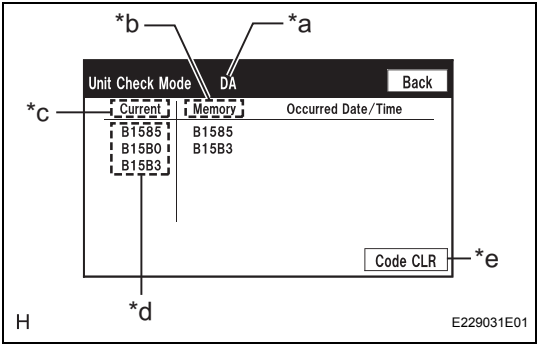 *b
*a
Unit Check Mode DA Back
*c
Current Memory Occurred Date/Time
B1585 B1585
B15B0 B15B3
B15B3
Code CLR
*e
*d
H
E229031E01